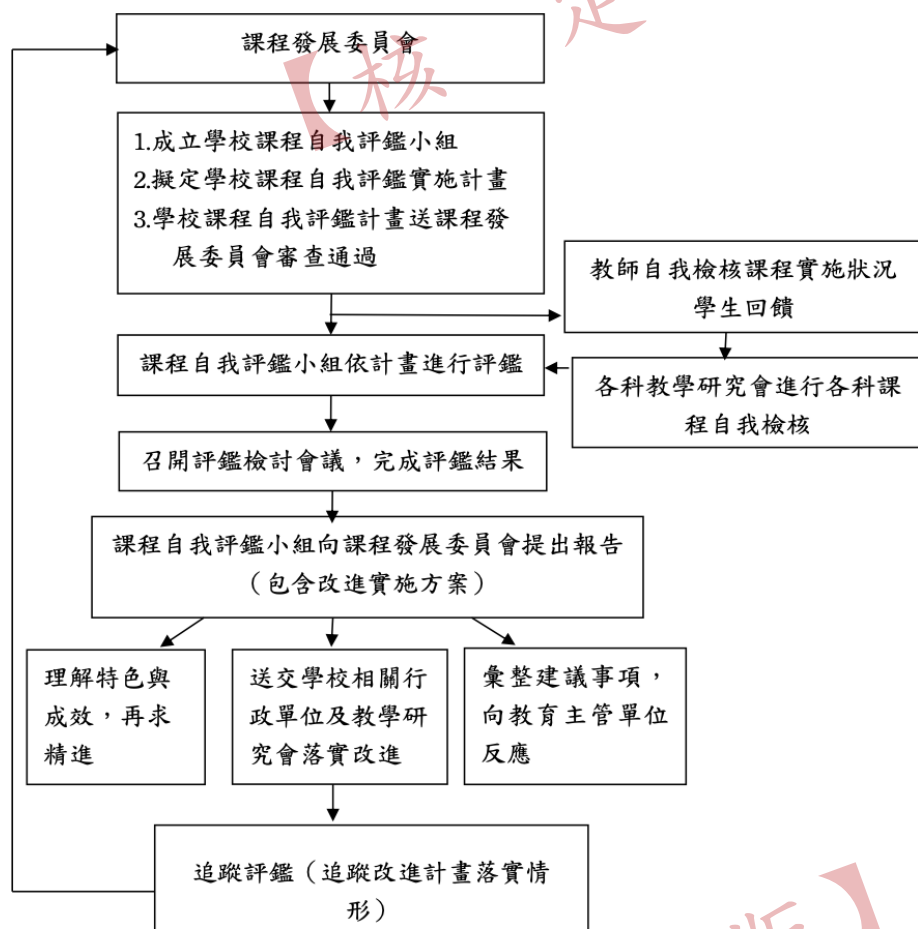 課程發展委員會
【核 定
1.成立學校課程自我評鑑小組
2.擬定學校課程自我評鑑實施計畫
3.學校課程自我評鑑計畫送課程發
展委員會審查通過
教師自我檢核課程實施狀況
學生回饋
課程自我評鑑小組依計畫進行評鑑
各科教學研究會進行各科課
程自我檢核
召開評鑑檢討會議，完成評鑑結果
課程自我評鑑小組向課程發展委員會提出報告
（包含改進實施方案）
理解特色與
成效，再求
精進
送交學校相關行
政單位及教學研
究會落實改進
彙整建議事項，
向教育主管單位
反應
追蹤評鑑（追蹤改進計畫落實情
形）
版】